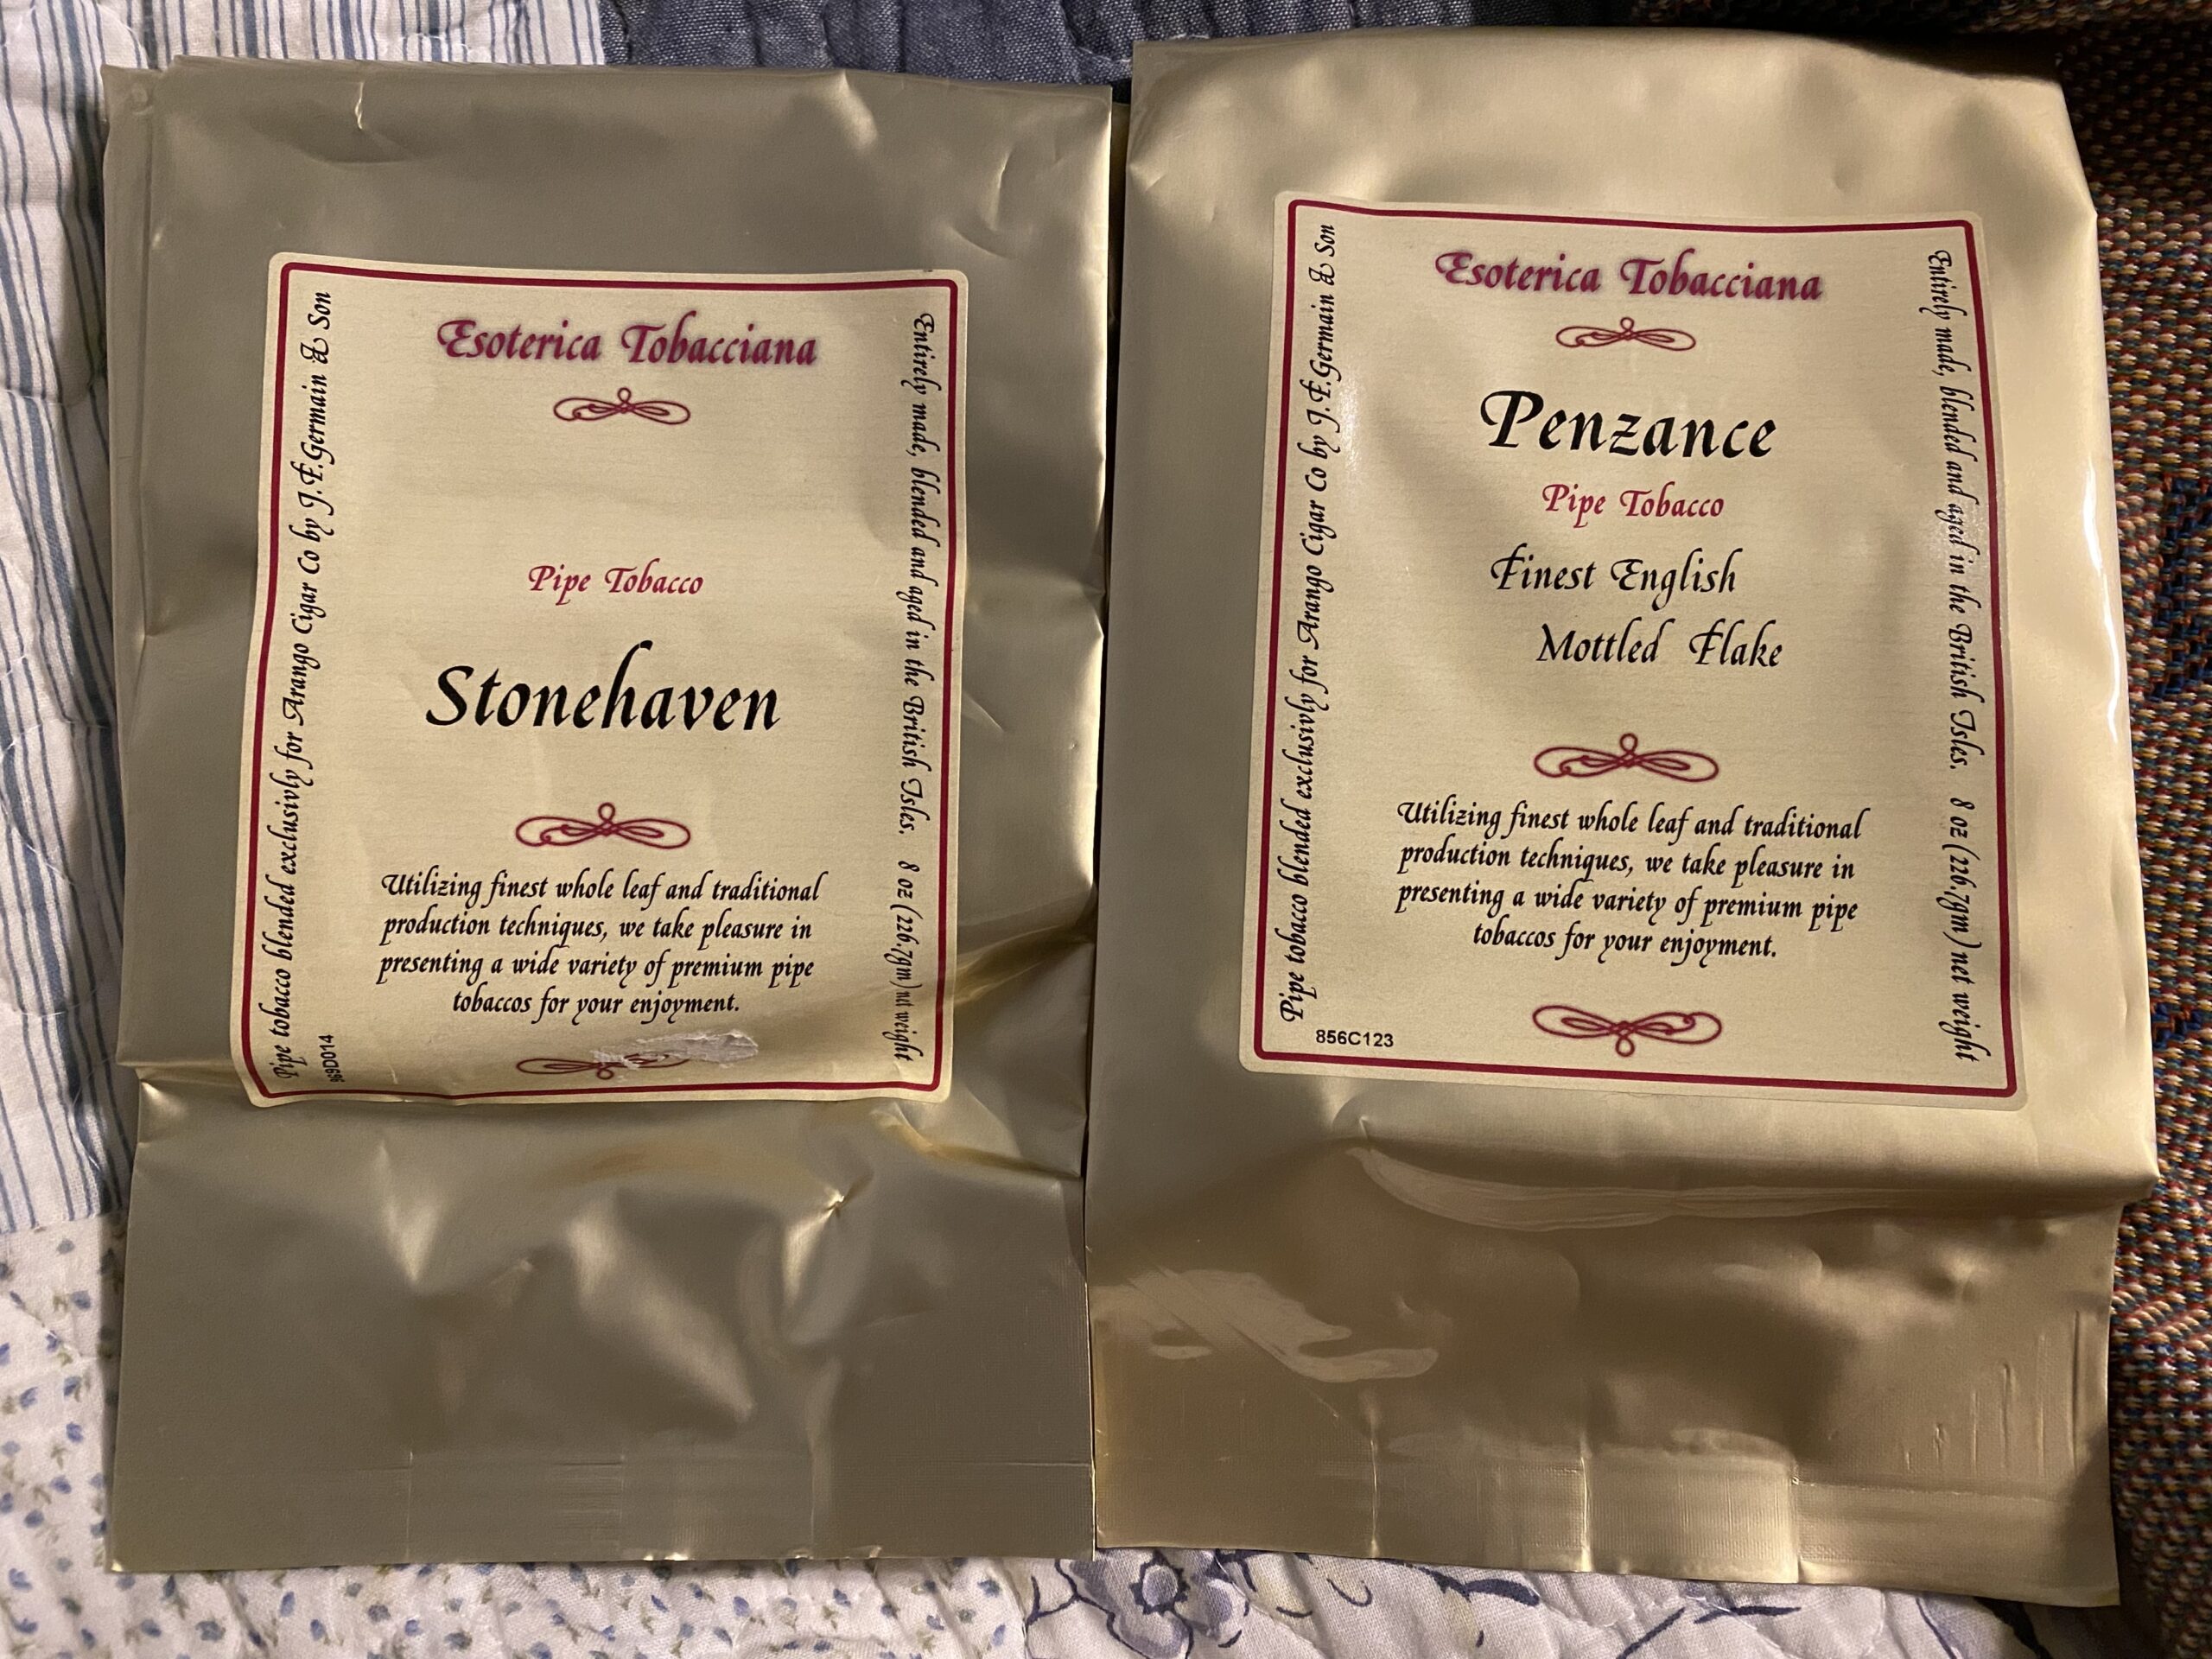 Esoterica Tobacciana
Pipe Tobacco
Stonehaven
Utilizing finest whole leaf and traditional
production techniques, we take pleasure in
presenting a wide variety of premium pipe
tobaccos for your enjoyment.
Pipe tobacco blended exclusivly for Arango Cigar Co by J.F.Germain & Son
Entirely made, blended and aged in the British Isles. 8 oz (226.7gm) net weight
Esoterica Tobacciana
Penzance
Pipe Tobacco
Finest English
Mottled Flake
Utilizing finest whole leaf and traditional
production techniques, we take pleasure in
presenting a wide variety of premium pipe
tobaccos for your enjoyment.
Pipe tobacco blended exclusivly for Arango Cigar Co by J.F.Germain & Son
856C123
Entirely made, blended and aged in the British Isles. 8 oz (226.7gm) net weight